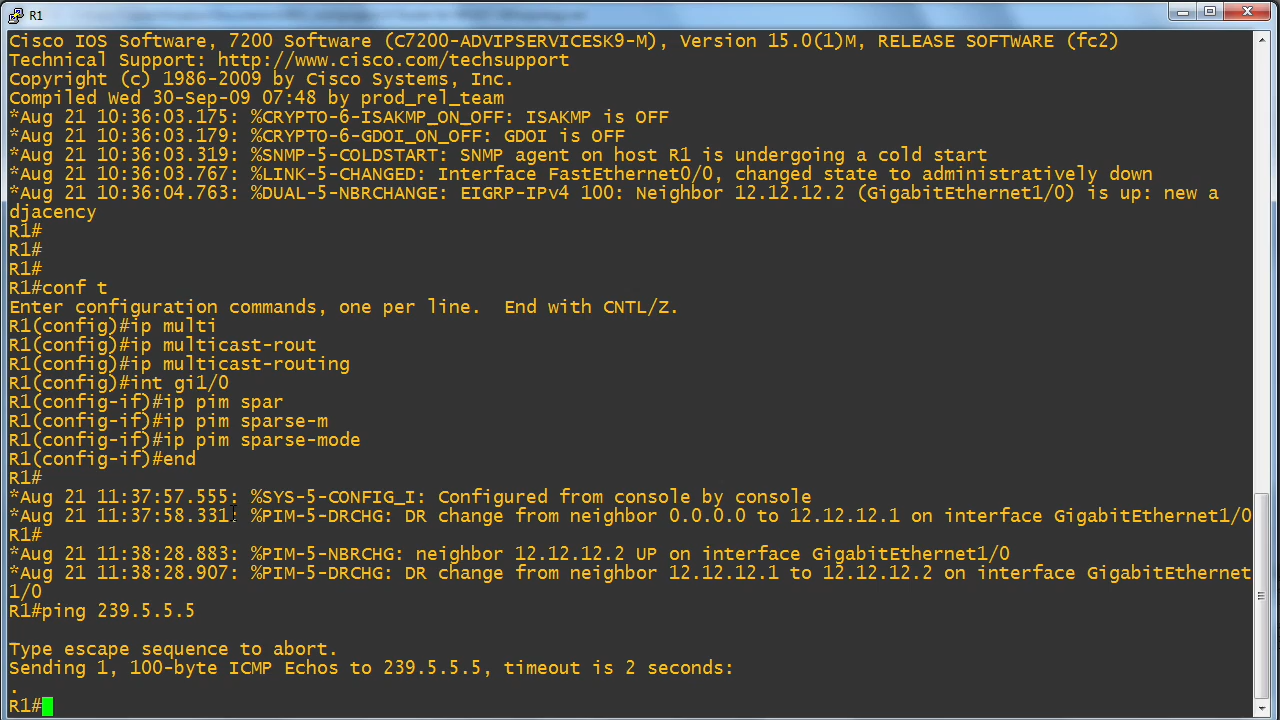 R1
Cisco IOS Software, 7200 Software (C7200-ADVIPSERVICESK9-M), Version 15.0(1)M, RELEASE SOFTWARE (fc2)
Technical Support: http://www.cisco.com/techsupport
Copyright (c) 1986-2009 by Cisco Systems, Inc.
Compiled Wed 30-Sep-09 07:48 by prod_rel_team
*Aug 21 10:36:03.175: %CRYPTO-6-ISAKMP_ON_OFF: ISAKMP is OFF
*Aug 21 10:36:03.179: %CRYPTO-6-GDOI_ON_OFF: GDOI is OFF
*Aug 21 10:36:03.319: %SNMP-5-COLDSTART: SNMP agent on host R1 is undergoing a cold start
*Aug 21 10:36:03.767: %LINK-5-CHANGED: Interface FastEthernet0/0, changed state to administratively down
*Aug 21 10:36:04.763: %DUAL-5-NBRCHANGE: EIGRP-IPv4 100: Neighbor 12.12.12.2 (GigabitEthernet1/0) is up: new a
djacency
R1#
R1#
R1#
R1#conf t
Enter configuration commands, one per line.  End with CNTL/Z.
R1(config)#ip multi
R1(config)#ip multicast-rout
R1(config)#ip multicast-routing
R1(config)#int gi1/0
R1(config-if)#ip pim spar
R1(config-if)#ip pim sparse-m
R1(config-if)#ip pim sparse-mode
R1(config-if)#end
R1#
*Aug 21 11:37:57.555: %SYS-5-CONFIG_I: Configured from console by console
*Aug 21 11:37:58.331: %PIM-5-DRCHG: DR change from neighbor 0.0.0.0 to 12.12.12.1 on interface GigabitEthernet1/0
R1#
*Aug 21 11:38:28.883: %PIM-5-NBRCHG: neighbor 12.12.12.2 UP on interface GigabitEthernet1/0
*Aug 21 11:38:28.907: %PIM-5-DRCHG: DR change from neighbor 12.12.12.1 to 12.12.12.2 on interface GigabitEthernet
1/0
R1#ping 239.5.5.5
Type escape sequence to abort.
Sending 1, 100-byte ICMP Echos to 239.5.5.5, timeout is 2 seconds:
.
R1#